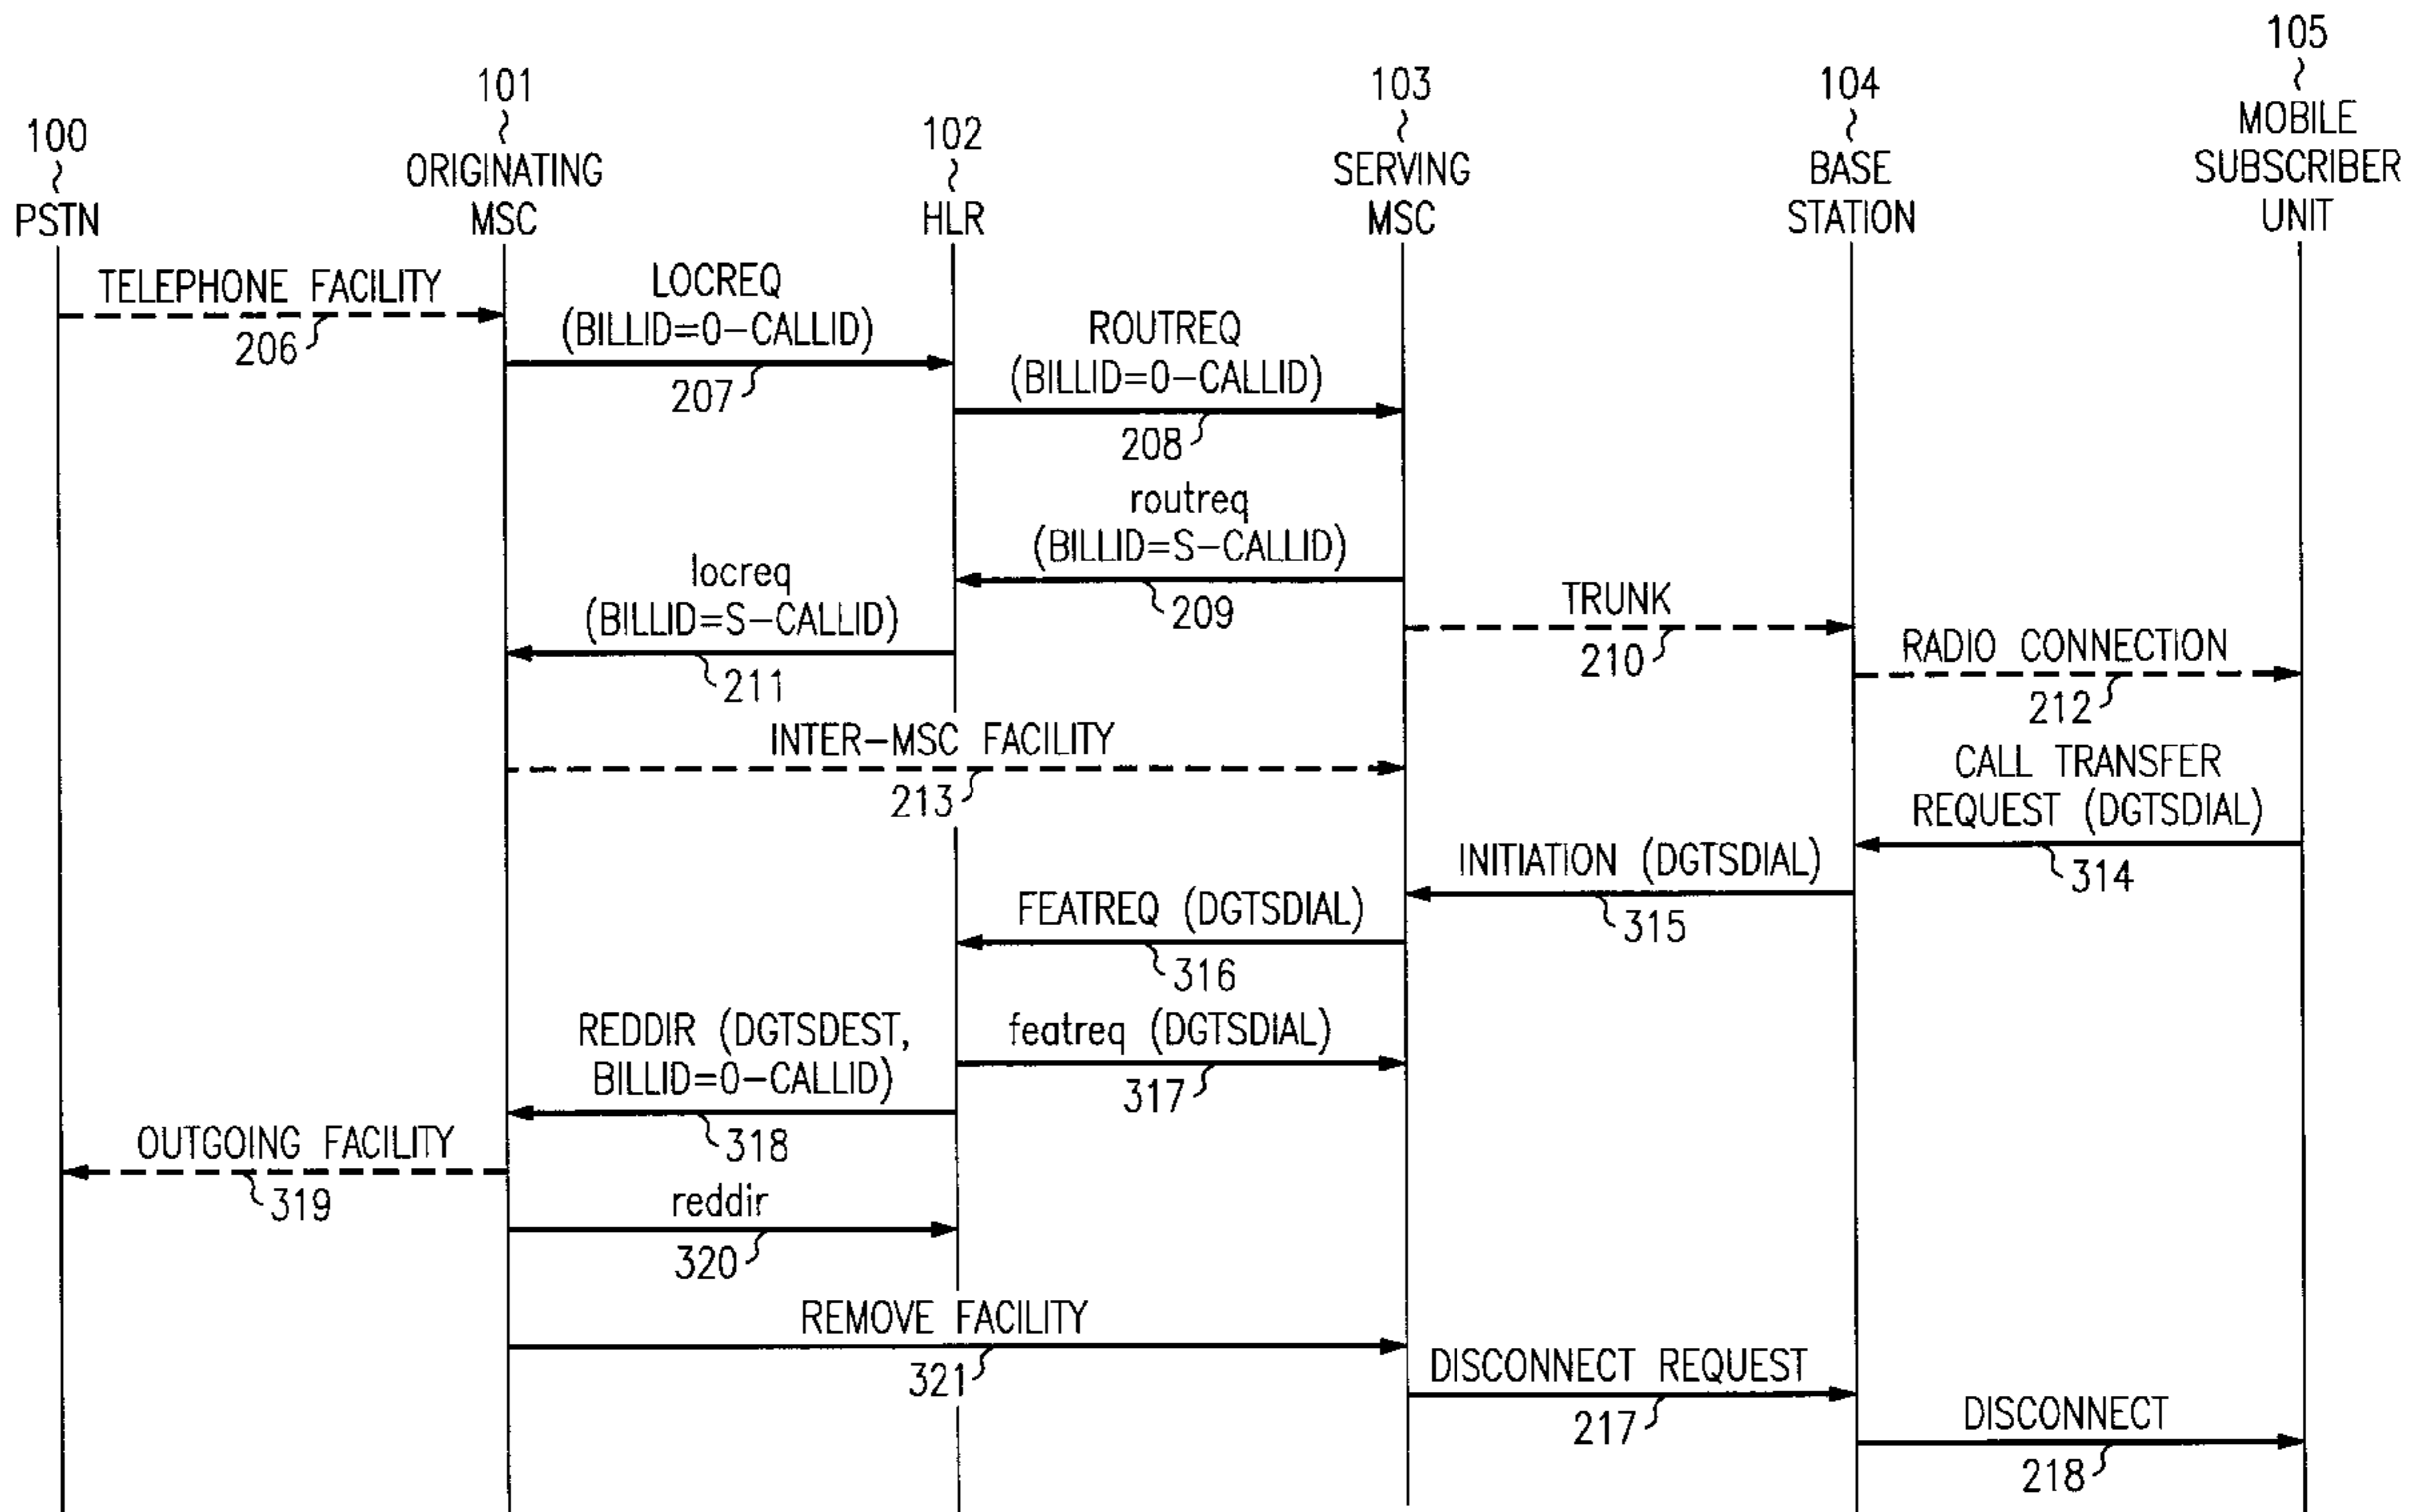 105
101
103
104
MOBILE
100
102
ORIGINATING
SERVING
BASE
SUBSCRIBER
PSTN
MSC
HLR
MSC
STATION
UNIT
TELEPHONE FACILITY
206
LOCREQ
(BILLID=0-CALLID)
207
ROUTREQ
(BILLID=0-CALLID)
208
routreq
(BILLID=S-CALLID)
209
locreq
(BILLID=S-CALLID)
211
TRUNK
210
RADIO CONNECTION
212
INTER-MSC FACILITY
213
CALL TRANSFER
REQUEST (DGTSDIAL)
314
INITIATION (DGTSDIAL)
315
FEATREQ (DGTSDIAL)
316
featreq (DGTSDIAL)
317
REDDIR (DGTSDEST,
BILLID=0-CALLID)
318
OUTGOING FACILITY
319
reddir
320
REMOVE FACILITY
321
DISCONNECT REQUEST
217
DISCONNECT
218